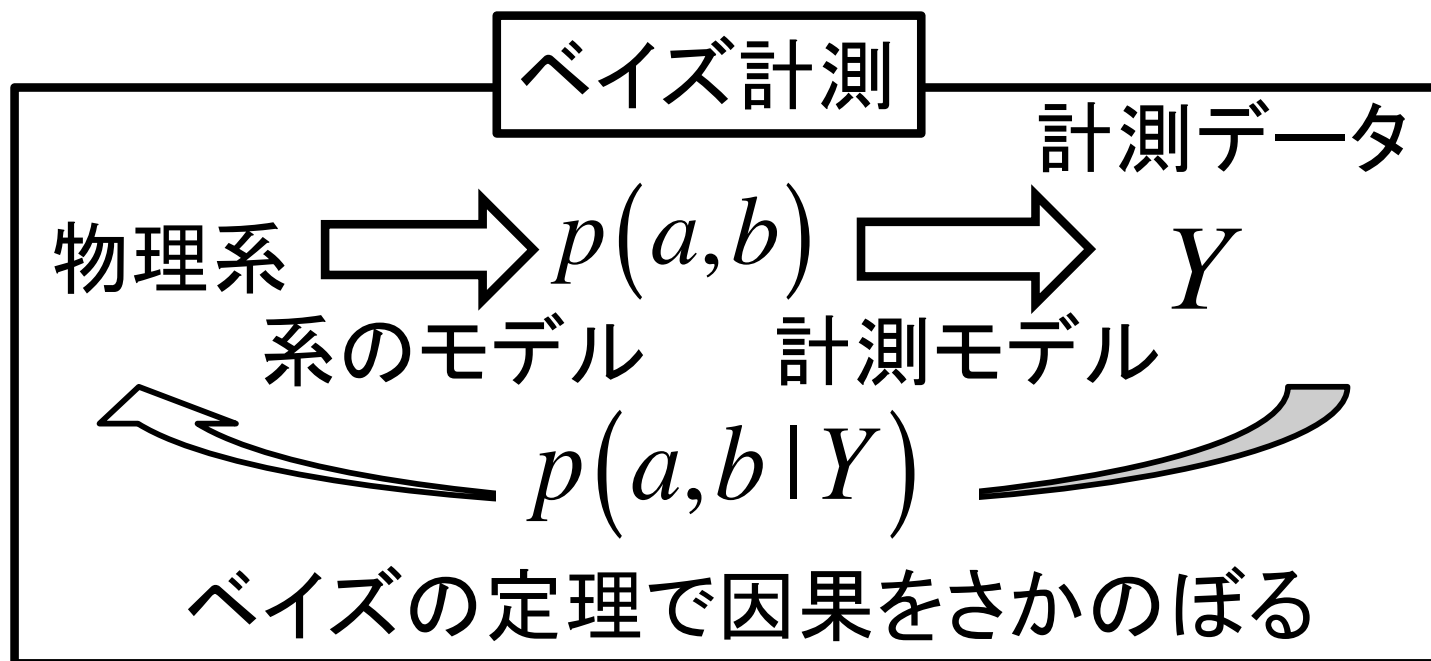 ベイズ計測
計測データ
物理系 p(a,b) Y
系のモデル 計測モデル
p(a,b|Y)
ベイズの定理で因果をさかのぼる